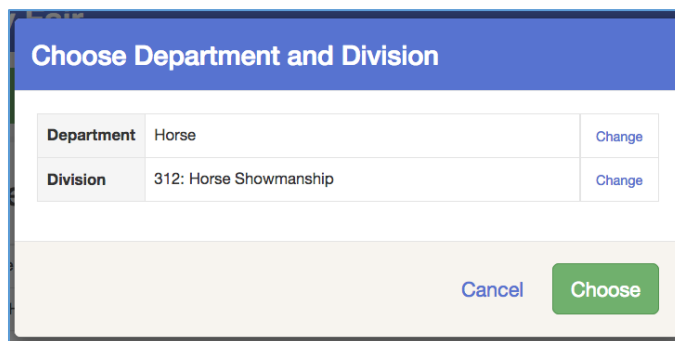 Choose Department and Division
Department Horse Change
Division 312: Horse Showmanship Change
Cancel Choose